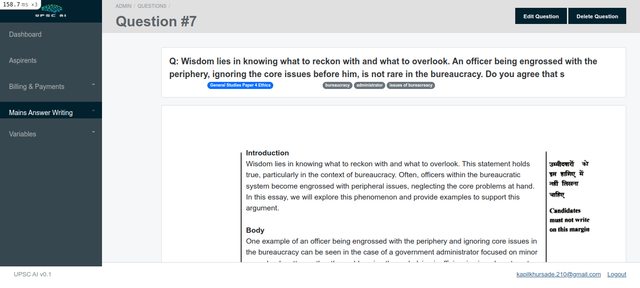 158.7 ms ×3
UPSC AI
Dashboard
Aspirents
Billing & Payments
Mains Answer Writing
Variables
ADMIN / QUESTIONS /
Question #7
Edit Question
Delete Question
Q: Wisdom lies in knowing what to reckon with and what to overlook. An officer being engrossed with the
periphery, ignoring the core issues before him, is not rare in the bureaucracy. Do you agree that s
General Studies Paper 4 Ethics
bureaucracy
administrator
issues of bureaucracy
Introduction
Wisdom lies in knowing what to reckon with and what to overlook. This statement holds
true, particularly in the context of bureaucracy. Often, officers within the bureaucratic
system become engrossed with peripheral issues, neglecting the core problems at hand.
In this essay, we will explore this phenomenon and provide examples to support this
argument.
Body
One example of an officer being engrossed with the periphery and ignoring core issues in
the bureaucracy can be seen in the case of a government administrator focused on minor
उम्मीदवारों को
इस हाशिए में
नहीं लिखना
चाहिए
Candidates
must not write
on this margin
UPSC AI v0.1
kapilkhursade.210@gmail.com
Logout